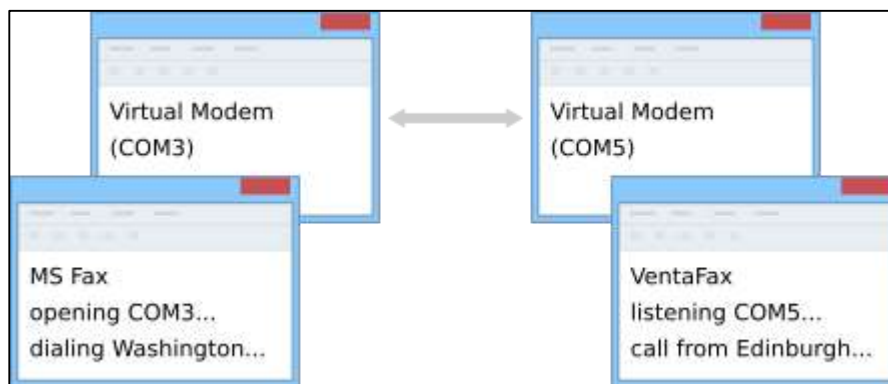 Virtual Modem
(COM3)
Virtual Modem
(COM5)
MS Fax
opening COM3...
dialing Washington...
VentaFax
listening COM5...
call from Edinburgh...